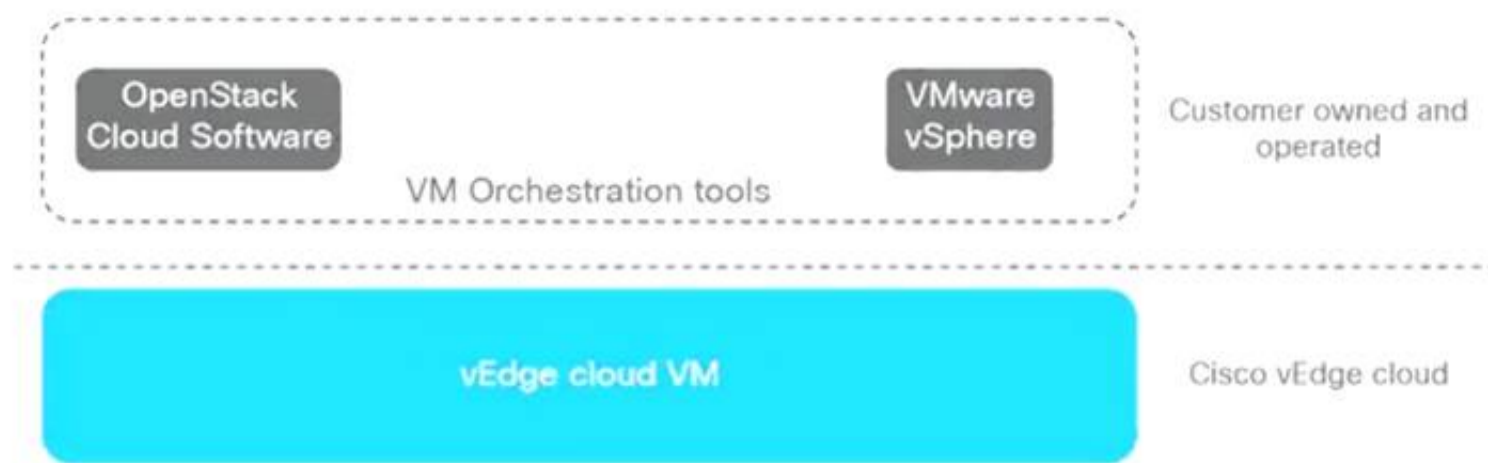 OpenStack
Cloud Software
VMware
vSphere
Customer owned and
operated
VM Orchestration tools
vEdge cloud VM
Cisco vEdge cloud